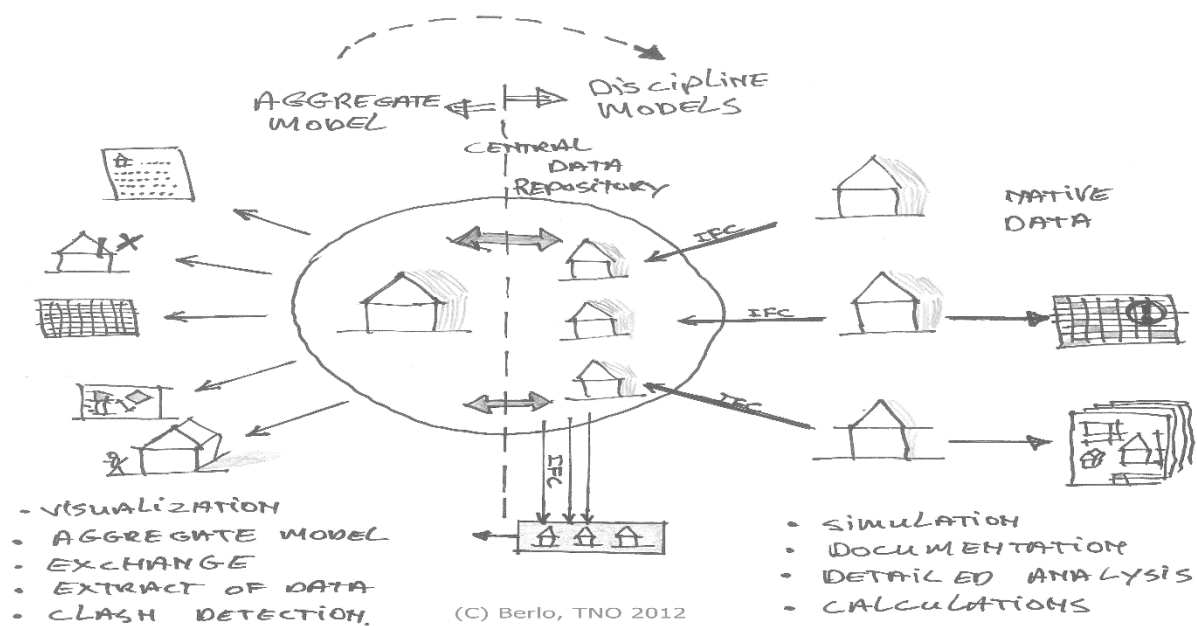 AGGREGATE
MODEL
DiSCipLiNE
MODELS
CENTRAL
DATA
REPOSITORY
NATIVE
DATA
IFC
IFC
IFC
IFC
• VISUALIZATION
• AGGREGATE MODEL
• EXCHANGE
• EXTRACT OF DATA
• CLASH DETECTION.
• SIMULATION
• DOCUMENTATION
• DETAILED ANALYSIS
• CALCULATIONS
(C) Berlo, TNO 2012